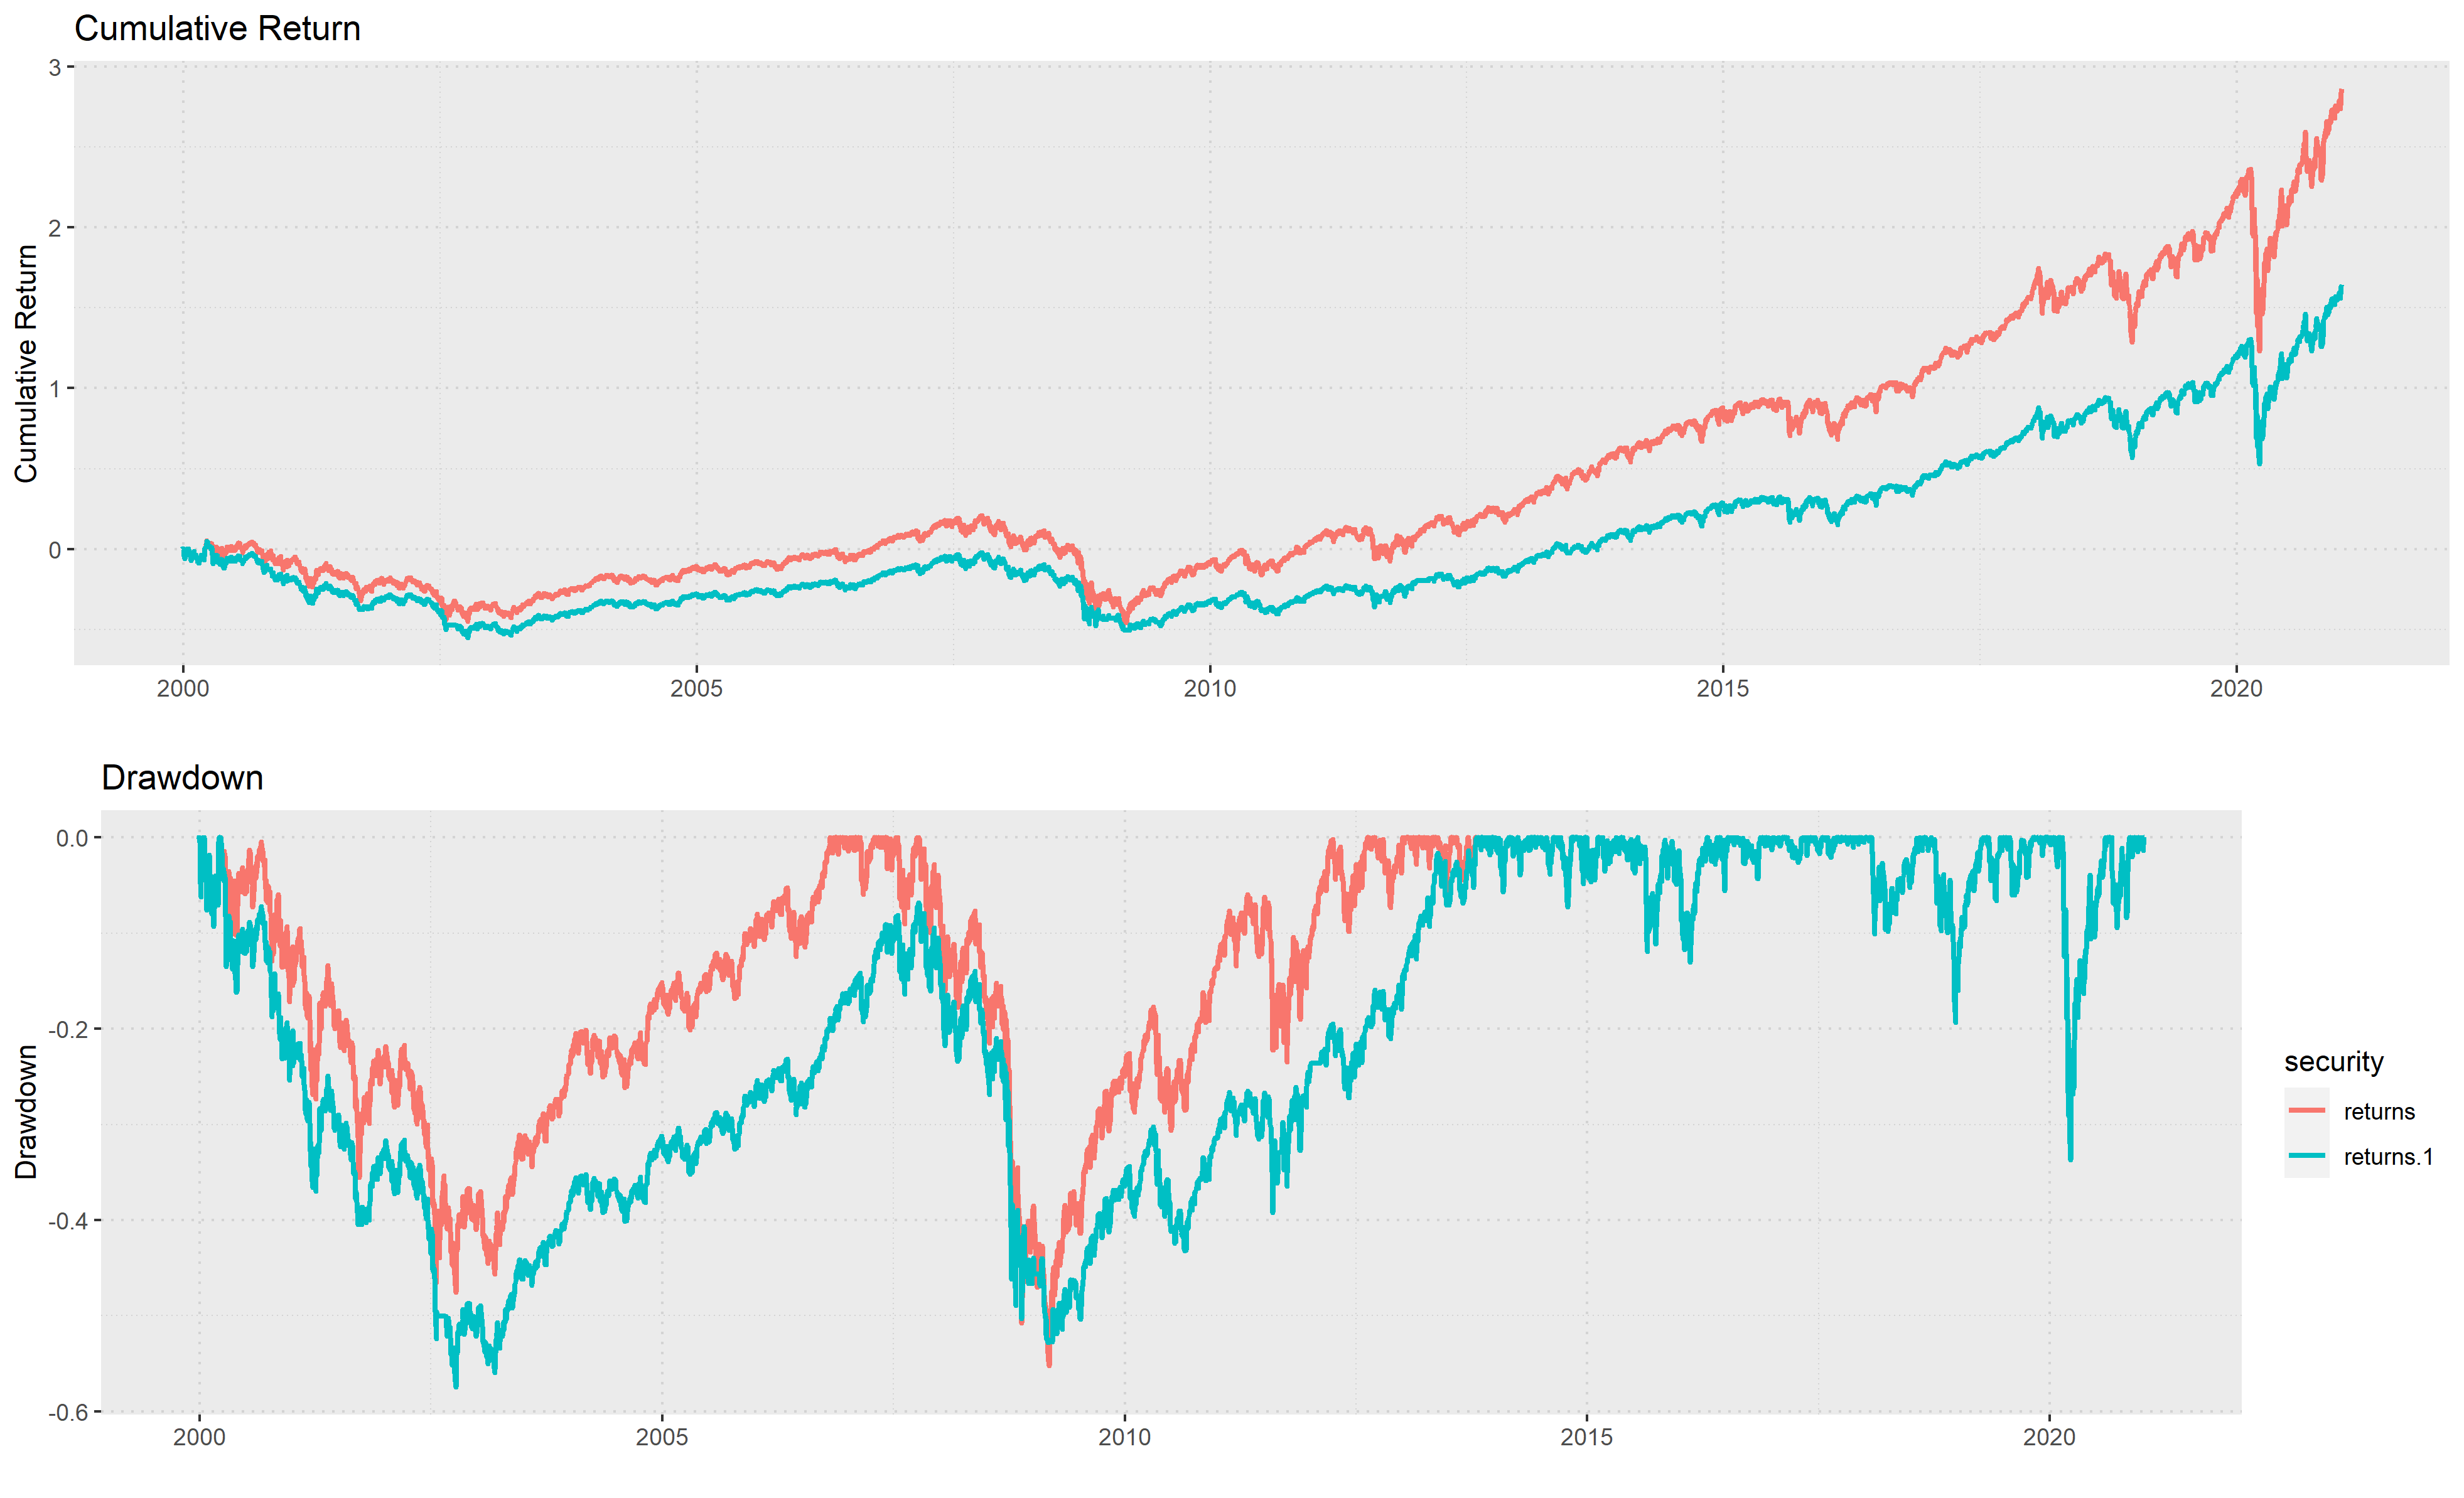 Cumulative Return
Cumulative Return
3
2
1
0
2000 2005 2010 2015 2020
Drawdown
Drawdown
0.0
-0.2
-0.4
-0.6
2000 2005 2010 2015 2020
security
returns
returns.1